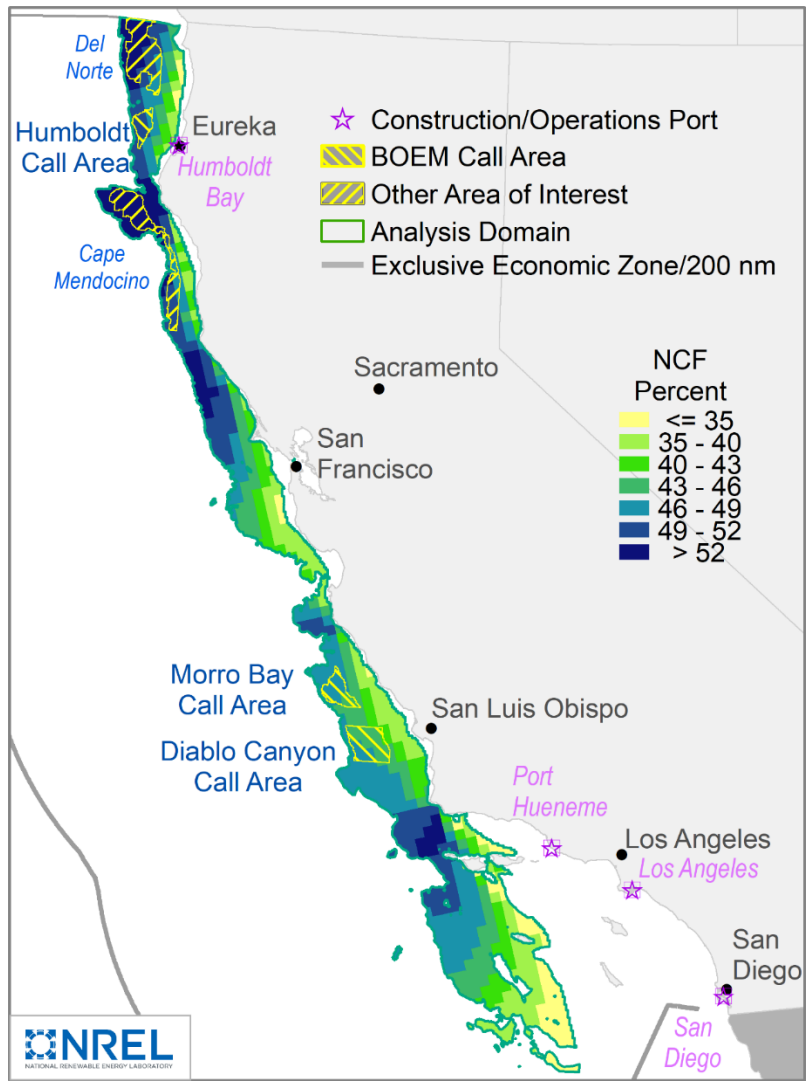 Del
Norte
Humboldt
Call Area
Eureka
Humboldt
Bay
Cape
Mendocino
Construction/Operations Port
BOEM Call Area
Other Area of Interest
Analysis Domain
Exclusive Economic Zone/200 nm
Sacramento
San
Francisco
NCF
Percent
<= 35
35 - 40
40 - 43
43 - 46
46 - 49
49 - 52
> 52
Morro Bay
Call Area
San Luis Obispo
Diablo Canyon
Call Area
Port
Hueneme
Los Angeles
Los Angeles
San
Diego
San
Diego
NREL
NATIONAL RENEWABLE ENERGY LABORATORY